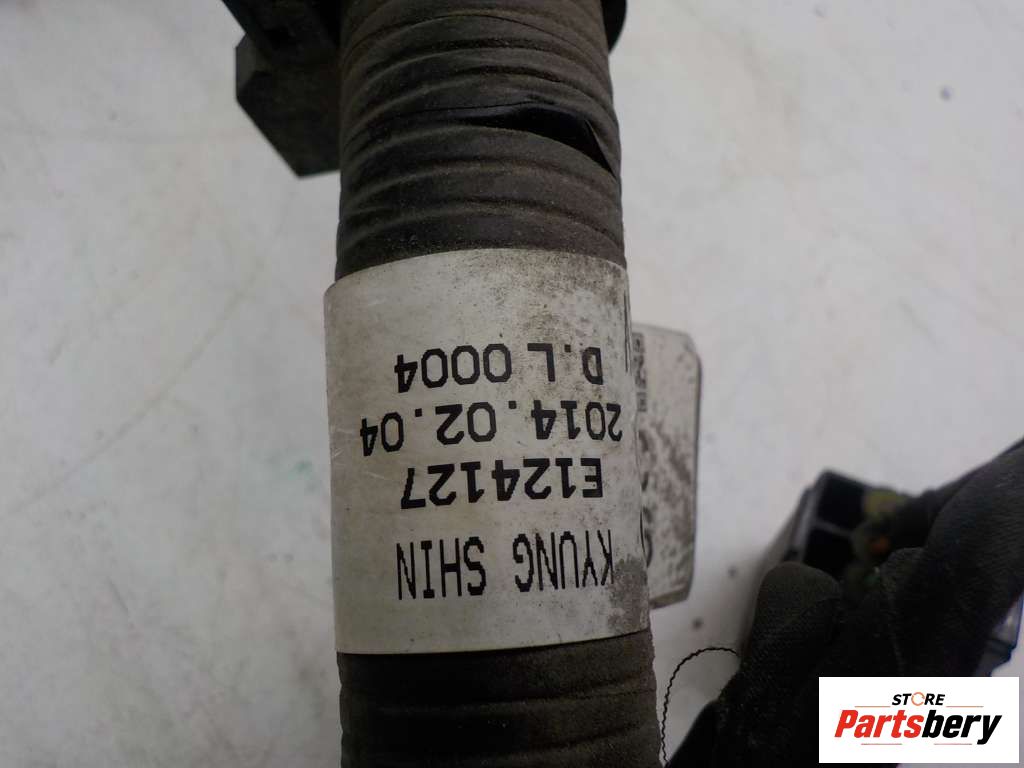 KYUNG SHIN
E124127
2014.02.04
D.L 0004
STORE
Partsbery